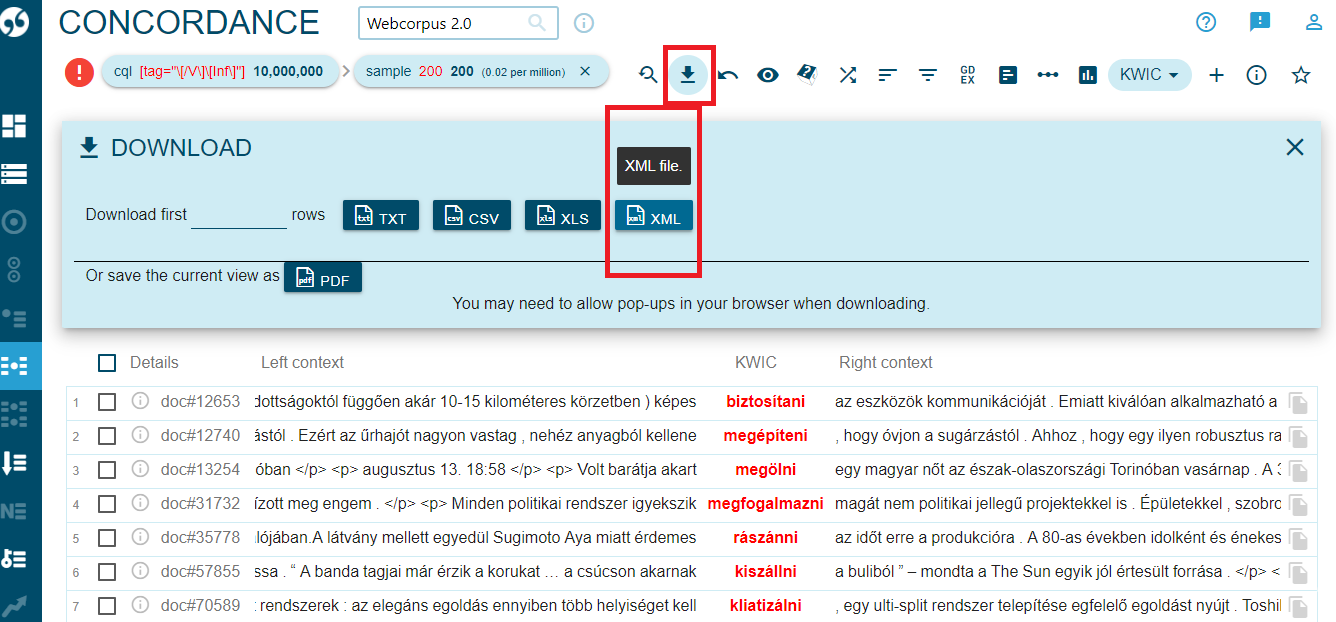 CONCORDANCE Webcorpus 2.0
cql [tag="\[/V\]\[Inf\]"] 10,000,000 sample 200 200 (0.02 per million) GD EX KWIC
DOWNLOAD
XML file.
Download first rows TXT CSV XLS XML
Or save the current view as PDF
You may need to allow pop-ups in your browser when downloading.
Details Left context KWIC Right context
1 doc#12653 dottságoktól függően akár 10-15 kilométeres körzetben ) képes biztosítani az eszközök kommunikációját . Emiatt kiválóan alkalmazható a
2 doc#12740 ástól . Ezért az űrhajót nagyon vastag , nehéz anyagból kellene megépíteni , hogy óvjon a sugárzástól . Ahhoz , hogy egy ilyen robusztus ra
3 doc#13254 óban </p> <p> augusztus 13. 18:58 </p> <p> Volt barátja akart megölni egy magyar nőt az észak-olaszországi Torinóban vasárnap . A
4 doc#31732 ízott meg engem . </p> <p> Minden politikai rendszer igyekszik megfogalmazni magát nem politikai jellegű projektekkel is . Épületekkel , szobro
5 doc#35778 lójában.A látvány mellett egyedül Sugimoto Aya miatt érdemes rászánni az időt erre a produkcióra . A 80-as években idolként és énekes
6 doc#57855 ssa . “ A banda tagjai már érzik a korukat … a csúcson akarnak kiszállni a buliból ” – mondta a The Sun egyik jól értesült forrása . </p> <
7 doc#70589 rendszerek : az elegáns egoldás ennyiben több helyiséget kell kliatizálni , egy ulti-split rendszer telepítése egfelelő egoldást nyújt . Toshil